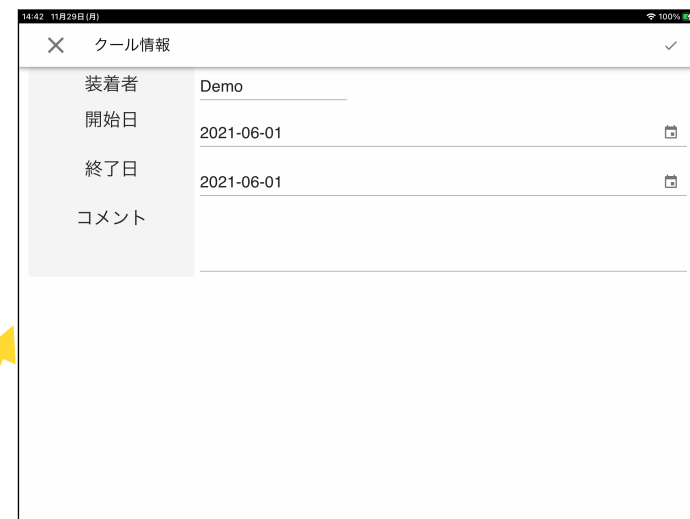 14:42 11月29日(月) 100%
クール情報
装着者 Demo
開始日 2021-06-01
終了日 2021-06-01
コメント